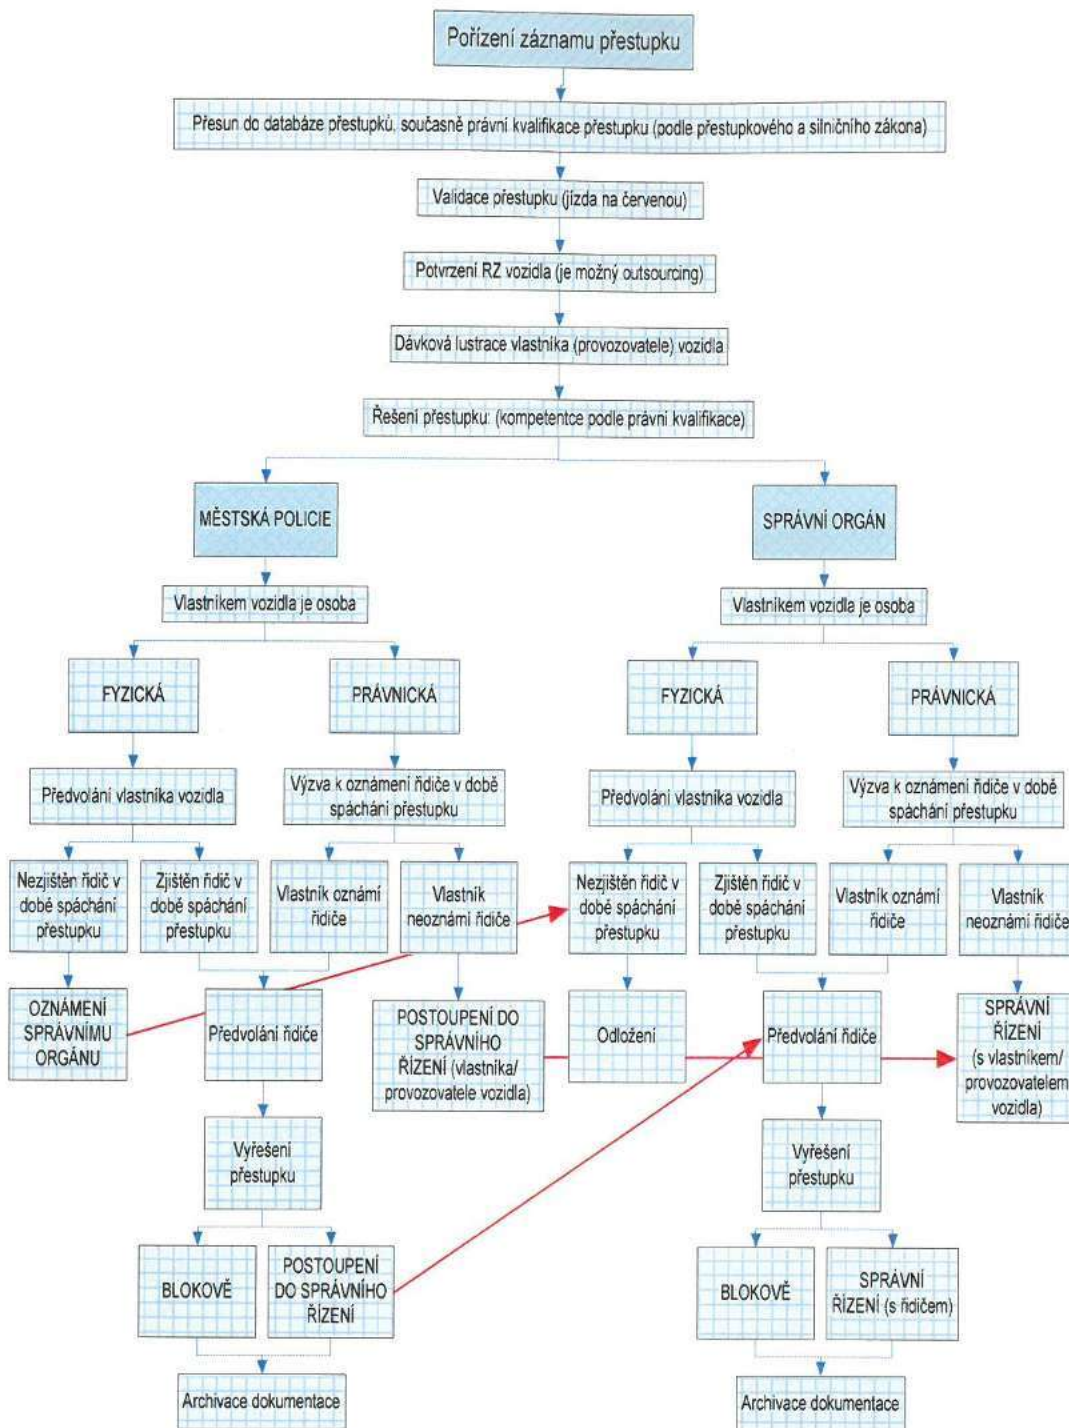 Pořízení záznamu přestupku
Přesun do databáze přestupků, současně právní kvalifikace přestupku (podle přestupkového a silničního zákona)
Validace přestupku (jízda na červenou)
Potvrzení RZ vozidla (je možný outsourcing)
Dávková lustrace vlastníka (provozovatele) vozidla
Řešení přestupku: (kompetentce podle právní kvalifikace)
MĚSTSKÁ POLICIE
SPRÁVNÍ ORGÁN
Vlastníkem vozidla je osoba
Vlastníkem vozidla je osoba
FYZICKÁ
PRÁVNICKÁ
FYZICKÁ
PRÁVNICKÁ
Předvolání vlastníka vozidla
Výzva k oznámení řidiče v době
spáchání přestupku
Předvolání vlastníka vozidla
Výzva k oznámení řidiče v době
spáchání přestupku
Nezjištěn řidič v
době spáchání
přestupku
Zjištěn řidič v
době spáchání
přestupku
Vlastník oznámí
řidiče
Vlastník
neoznámí řidiče
Nezjištěn řidič v
době spáchání
přestupku
Zjištěn řidič v
době spáchání
přestupku
Vlastník oznámí
řidiče
Vlastník
neoznámí řidiče
OZNÁMENÍ
SPRÁVNÍMU
ORGÁNU
Předvolání řidiče
POSTOUPENÍ DO
SPRÁVNÍHO
ŘÍZENÍ (vlastníka/
provozovatele vozidla)
Odložení
Předvolání řidiče
SPRÁVNÍ
ŘÍZENÍ
(s vlastníkem/
provozovatelem
vozidla)
Vyřešení
přestupku
Vyřešení
přestupku
BLOKOVĚ
POSTOUPENÍ
DO SPRÁVNÍHO
ŘÍZENÍ
BLOKOVĚ
SPRÁVNÍ
ŘÍZENÍ (s řidičem)
Archivace dokumentace
Archivace dokumentace